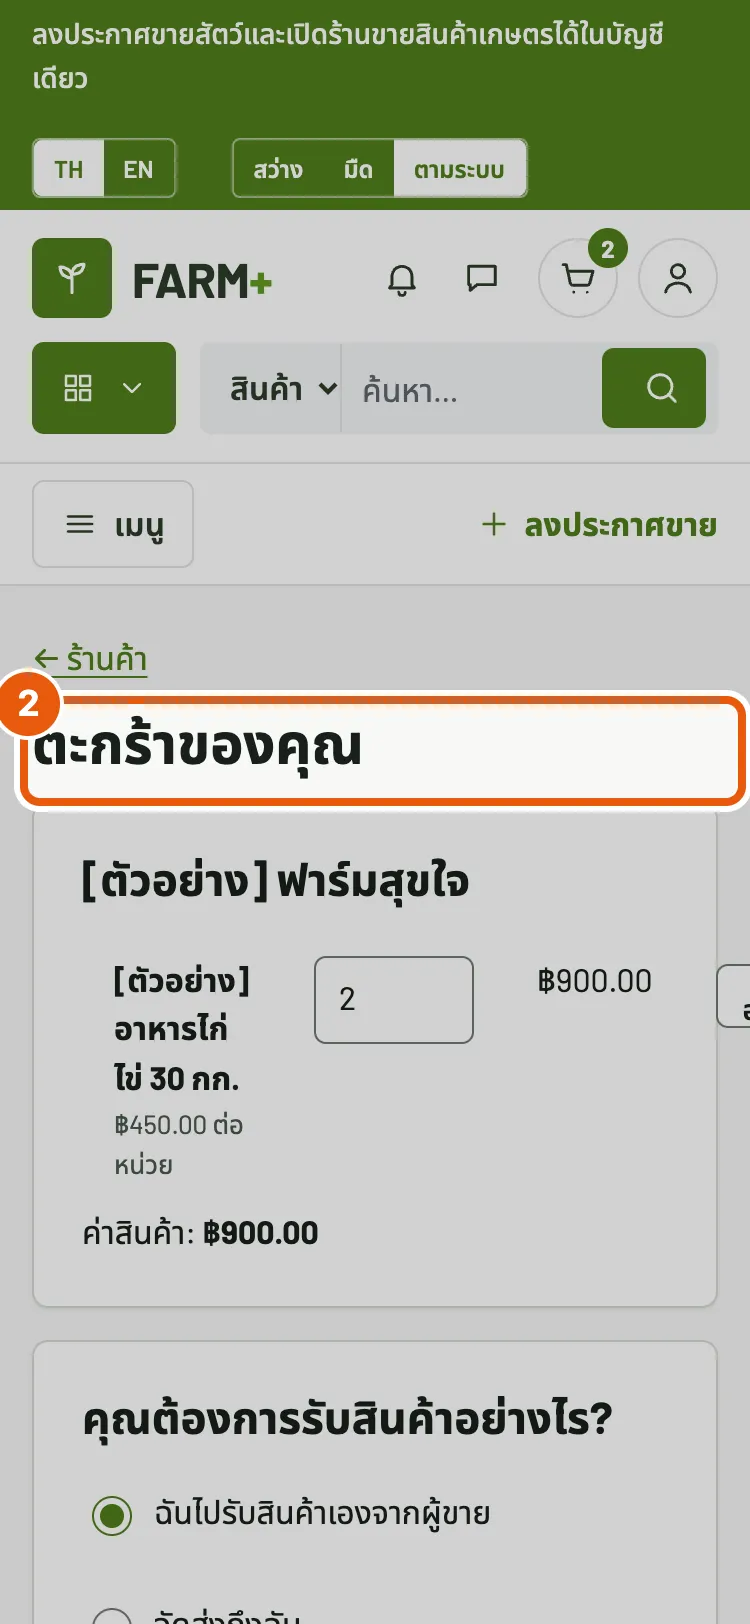 ลงประกาศขายสัตว์และเปิดร้านขายสินค้าเกษตรได้ในบัญชี
เดียว
TH EN สว่าง มืด ตามระบบ
FARM+ 2
สินค้า ค้นหา...
เมนู + ลงประกาศขาย
← ร้านค้า
2
ตะกร้าของคุณ
[ตัวอย่าง] ฟาร์มสุขใจ
[ตัวอย่าง] 2 ฿900.00
อาหารไก่
ไข่ 30 กก.
฿450.00 ต่อ
หน่วย
ค่าสินค้า: ฿900.00
คุณต้องการรับสินค้าอย่างไร?
ฉันไปรับสินค้าเองจากผู้ขาย